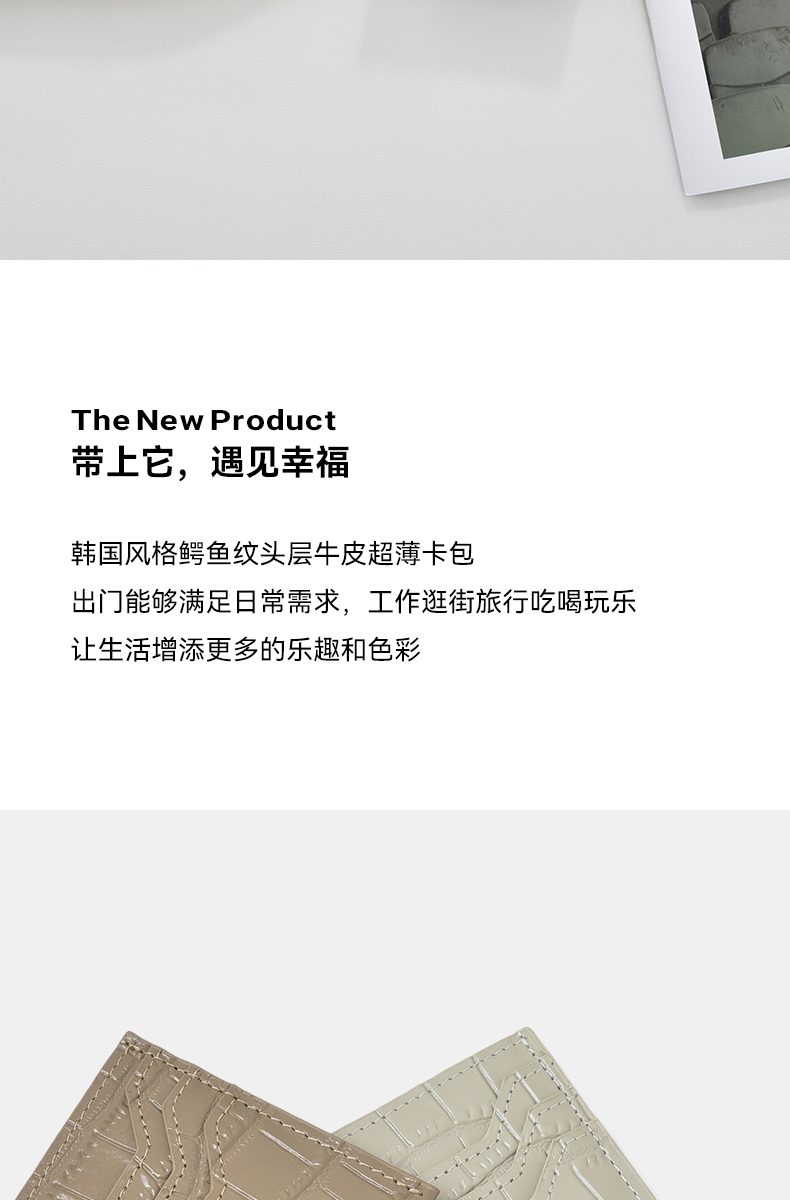 The New Product
带上它，遇见幸福
韩国风格鳄鱼纹头层牛皮超薄卡包
出门能够满足日常需求，工作逛街旅行吃喝玩乐
让生活增添更多的乐趣和色彩